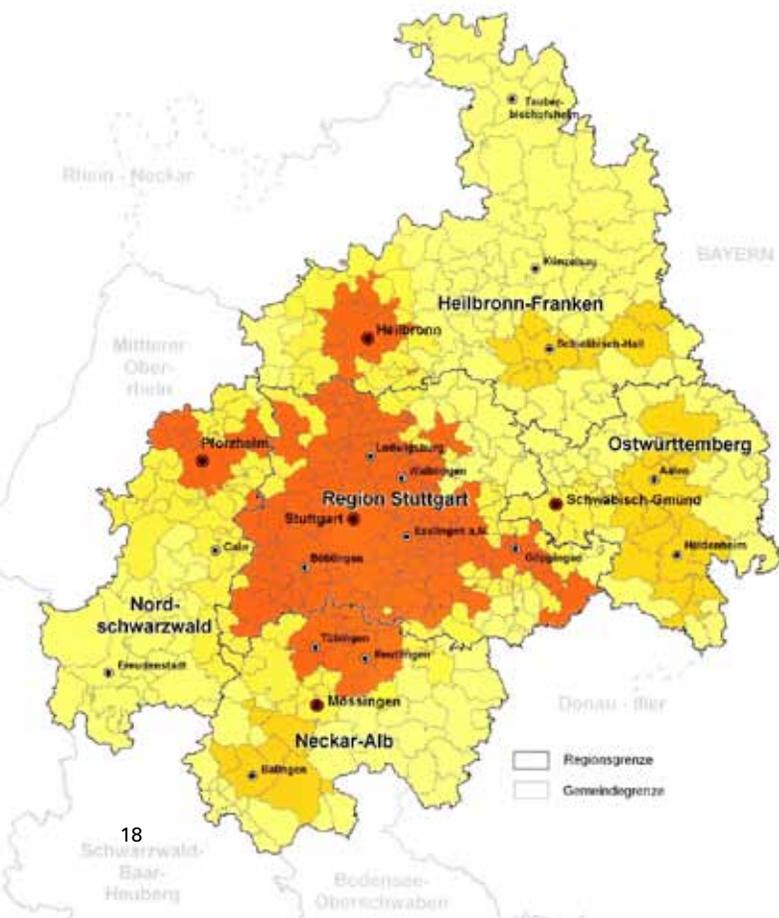 Tauber-
bischofsheim
Rhein - Neckar
BAYERN
Künzelsau
Heilbronn-Franken
Heilbronn
Schwäbisch-Hall
Mittlerer
Ober-
rhein
Pforzheim
Ostwürttemberg
Ludwigsburg
Aalen
Waiblingen
Region Stuttgart
Schwäbisch-Gmünd
Stuttgart
Esslingen a.N.
Göppingen
Heidenheim
Calw
Böblingen
Nord-
schwarzwald
Tübingen
Reutlingen
Freudenstadt
Mössingen
Donau - Iller
Neckar-Alb
Balingen
Regionsgrenze
Gemeindegrenze
18
Schwarzwald-
Baar-
Heuberg
Bodensee-
Oberschwaben